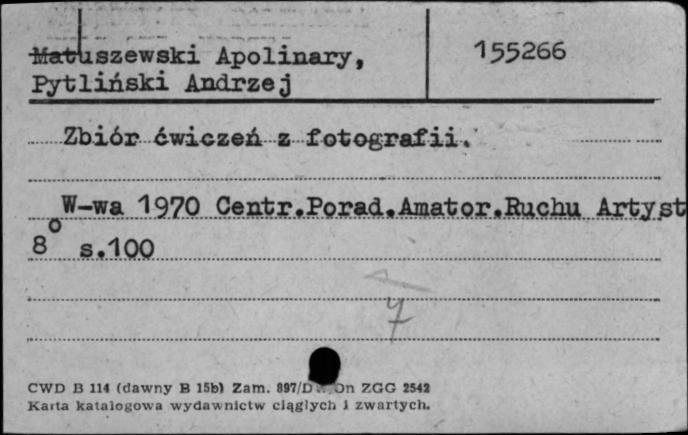 Matuszewski Apolinary,
155266
Pytliński Andrzej
Zbiór ćwiczeń z fotografii.
W-wa 1970 Centr.Porad.Amator.Ruchu Artyst
8° s.100
7
CWD B 114 (dawny B 15b) Zam. 897/D On ZGG 2542
Karta katalogowa wydawnictw ciągłych i zwartych.